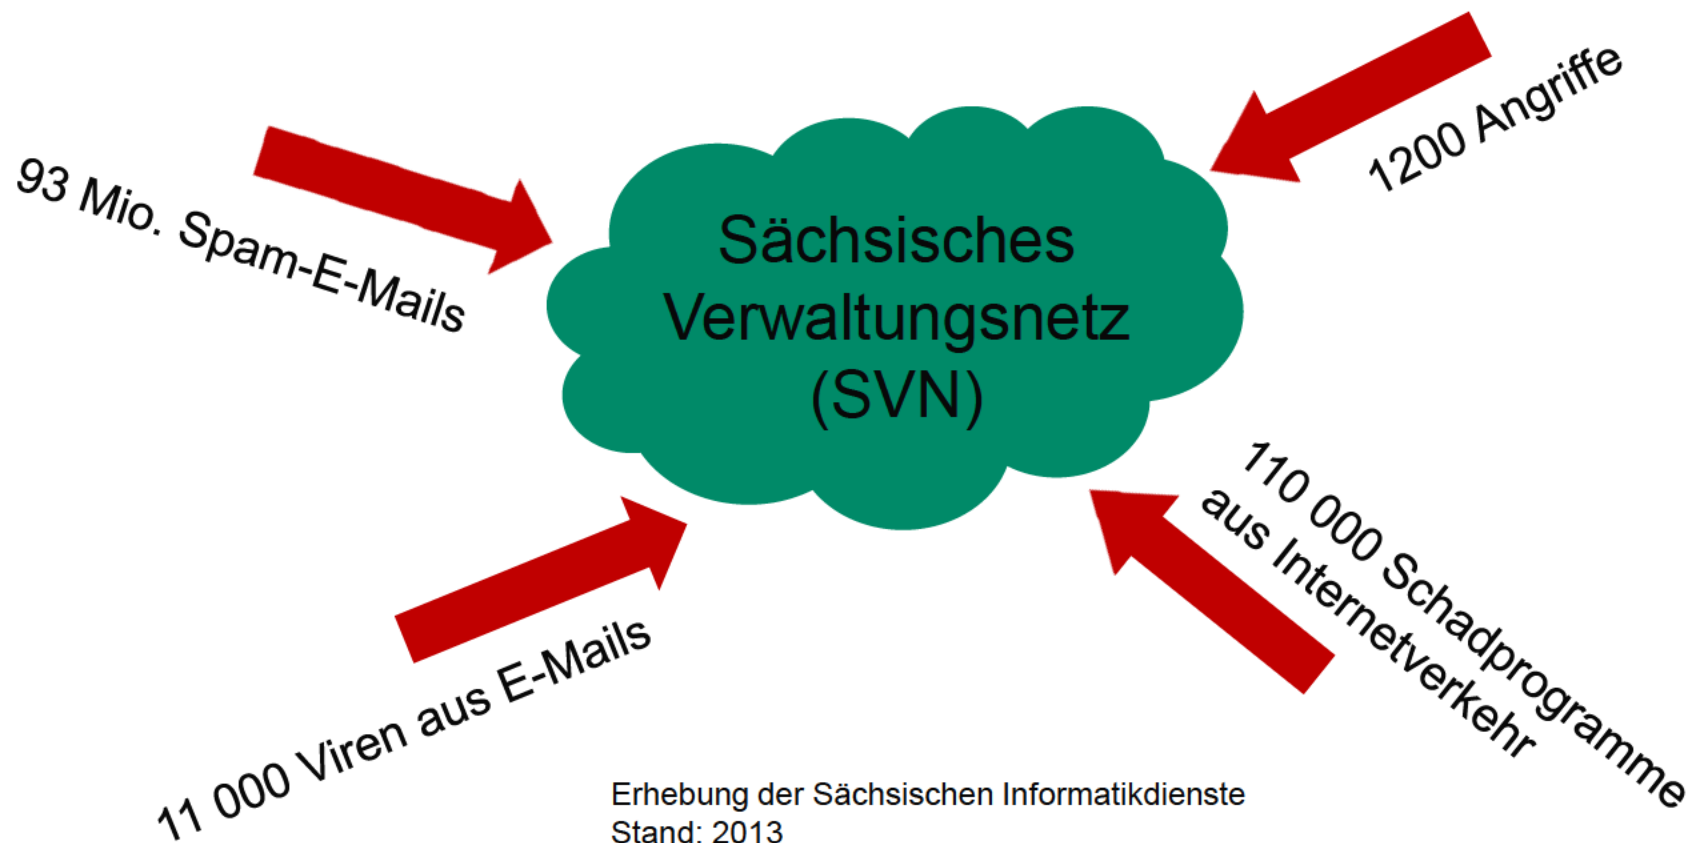 93 Mio. Spam-E-Mails
1200 Angriffe
Sächsisches
Verwaltungsnetz
(SVN)
11 000 Viren aus E-Mails
110 000 Schadprogramme
aus Internetverkehr
Erhebung der Sächsischen Informatikdienste
Stand: 2013